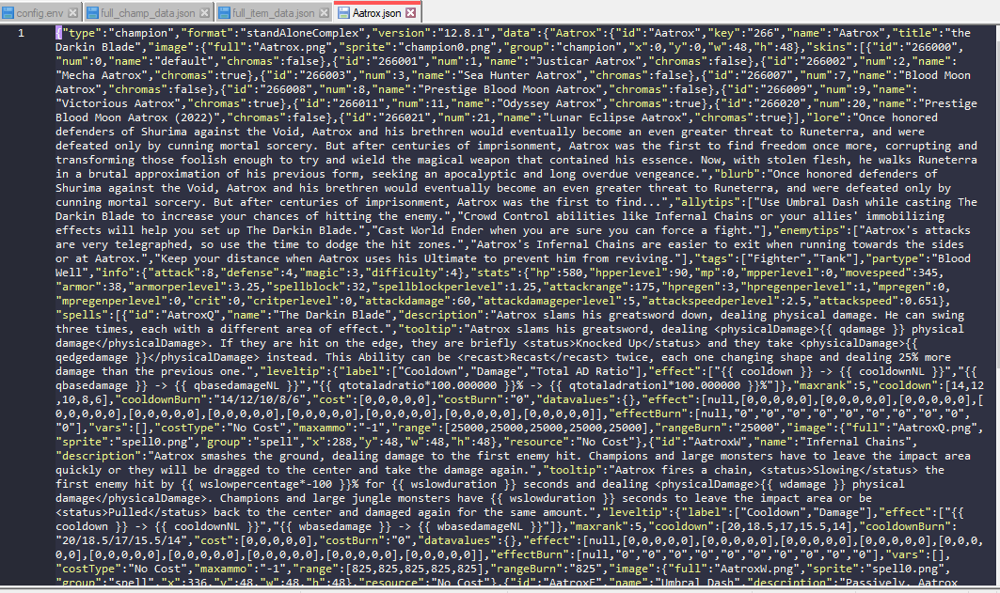 config.env full_champ_data.json full_item_data.json Aatrox.json
1 {"type":"champion","format":"standAloneComplex","version":"12.8.1","data":{"Aatrox":{"id":"Aatrox","key":"266","name":"Aatrox","title":"the
Darkin Blade","image":{"full":"Aatrox.png","sprite":"champion0.png","group":"champion","x":0,"y":0,"w":48,"h":48},"skins":[{"id":"266000",
"num":0,"name":"default","chromas":false},{"id":"266001","num":1,"name":"Justicar Aatrox","chromas":false},{"id":"266002","num":2,"name":
"Mecha Aatrox","chromas":true},{"id":"266003","num":3,"name":"Sea Hunter Aatrox","chromas":false},{"id":"266007","num":7,"name":"Blood Moon
Aatrox","chromas":false},{"id":"266008","num":8,"name":"Prestige Blood Moon Aatrox","chromas":false},{"id":"266009","num":9,"name":
"Victorious Aatrox","chromas":true},{"id":"266011","num":11,"name":"Odyssey Aatrox","chromas":true},{"id":"266020","num":20,"name":"Prestige
Blood Moon Aatrox (2022)","chromas":false},{"id":"266021","num":21,"name":"Lunar Eclipse Aatrox","chromas":true}],"lore":"Once honored
defenders of Shurima against the Void, Aatrox and his brethren would eventually become an even greater threat to Runeterra, and were
defeated only by cunning mortal sorcery. But after centuries of imprisonment, Aatrox was the first to find freedom once more, corrupting and
transforming those foolish enough to try and wield the magical weapon that contained his essence. Now, with stolen flesh, he walks Runeterra
in a brutal approximation of his previous form, seeking an apocalyptic and long overdue vengeance.","blurb":"Once honored defenders of
Shurima against the Void, Aatrox and his brethren would eventually become an even greater threat to Runeterra, and were defeated only by
cunning mortal sorcery. But after centuries of imprisonment, Aatrox was the first to find...","allytips":["Use Umbral Dash while casting The
Darkin Blade to increase your chances of hitting the enemy.","Crowd Control abilities like Infernal Chains or your allies' immobilizing
effects will help you set up The Darkin Blade.","Cast World Ender when you are sure you can force a fight."],"enemytips":["Aatrox's attacks
are very telegraphed, so use the time to dodge the hit zones.","Aatrox's Infernal Chains are easier to exit when running towards the sides
or at Aatrox.","Keep your distance when Aatrox uses his Ultimate to prevent him from reviving."],"tags":["Fighter","Tank"],"partype":"Blood
Well","info":{"attack":8,"defense":4,"magic":3,"difficulty":4},"stats":{"hp":580,"hpperlevel":90,"mp":0,"mpperlevel":0,"movespeed":345,
"armor":38,"armorperlevel":3.25,"spellblock":32,"spellblockperlevel":1.25,"attackrange":175,"hpregen":3,"hpregenperlevel":1,"mpregen":0,
"mpregenperlevel":0,"crit":0,"critperlevel":0,"attackdamage":60,"attackdamageperlevel":5,"attackspeedperlevel":2.5,"attackspeed":0.651},
"spells":[{"id":"AatroxQ","name":"The Darkin Blade","description":"Aatrox slams his greatsword down, dealing physical damage. He can swing
three times, each with a different area of effect.","tooltip":"Aatrox slams his greatsword, dealing <physicalDamage>{{ qdamage }} physical
damage</physicalDamage>. If they are hit on the edge, they are briefly <status>Knocked Up</status> and they take <physicalDamage>{{
qedgedamage }}</physicalDamage> instead. This Ability can be <recast>Recast</recast> twice, each one changing shape and dealing 25% more
damage than the previous one.","leveltip":{"label":["Cooldown","Damage","Total AD Ratio"],"effect":["{{ cooldown }} -> {{ cooldownNL }}","{{
qbasedamage }} -> {{ qbasedamageNL }}","{{ qtotaladratio*100.000000 }}% -> {{ qtotaladrationl*100.000000 }}%"]},"maxrank":5,"cooldown":[14,12
,10,8,6],"cooldownBurn":"14/12/10/8/6","cost":[0,0,0,0,0],"costBurn":"0","datavalues":{},"effect":[null,[0,0,0,0,0],[0,0,0,0,0],[0,0,0,0,0],[
0,0,0,0,0],[0,0,0,0,0],[0,0,0,0,0],[0,0,0,0,0],[0,0,0,0,0],[0,0,0,0,0],[0,0,0,0,0]],"effectBurn":[null,"0","0","0","0","0","0","0","0","0",
"0"],"vars":[],"costType":"No Cost","maxammo":"-1","range":[25000,25000,25000,25000,25000],"rangeBurn":"25000","image":{"full":"AatroxQ.png",
"sprite":"spell0.png","group":"spell","x":288,"y":48,"w":48,"h":48},"resource":"No Cost"},{"id":"AatroxW","name":"Infernal Chains",
"description":"Aatrox smashes the ground, dealing damage to the first enemy hit. Champions and large monsters have to leave the impact area
quickly or they will be dragged to the center and take the damage again.","tooltip":"Aatrox fires a chain, <status>Slowing</status> the
first enemy hit by {{ wslowpercentage*-100 }}% for {{ wslowduration }} seconds and dealing <physicalDamage>{{ wdamage }} physical
damage</physicalDamage>. Champions and large jungle monsters have {{ wslowduration }} seconds to leave the impact area or be
<status>Pulled</status> back to the center and damaged again for the same amount.","leveltip":{"label":["Cooldown","Damage"],"effect":["{{
cooldown }} -> {{ cooldownNL }}","{{ wbasedamage }} -> {{ wbasedamageNL }}"]},"maxrank":5,"cooldown":[20,18.5,17,15.5,14],"cooldownBurn":
"20/18.5/17/15.5/14","cost":[0,0,0,0,0],"costBurn":"0","datavalues":{},"effect":[null,[0,0,0,0,0],[0,0,0,0,0],[0,0,0,0,0],[0,0,0,0,0],[0,0,0,
0,0],[0,0,0,0,0],[0,0,0,0,0],[0,0,0,0,0],[0,0,0,0,0],[0,0,0,0,0]],"effectBurn":[null,"0","0","0","0","0","0","0","0","0","0"],"vars":[],
"costType":"No Cost","maxammo":"-1","range":[825,825,825,825,825],"rangeBurn":"825","image":{"full":"AatroxW.png","sprite":"spell0.png",
"group":"spell","x":336,"y":48,"w":48,"h":48},"resource":"No Cost"},{"id":"AatroxE","name":"Umbral Dash","description":"Passively, Aatrox